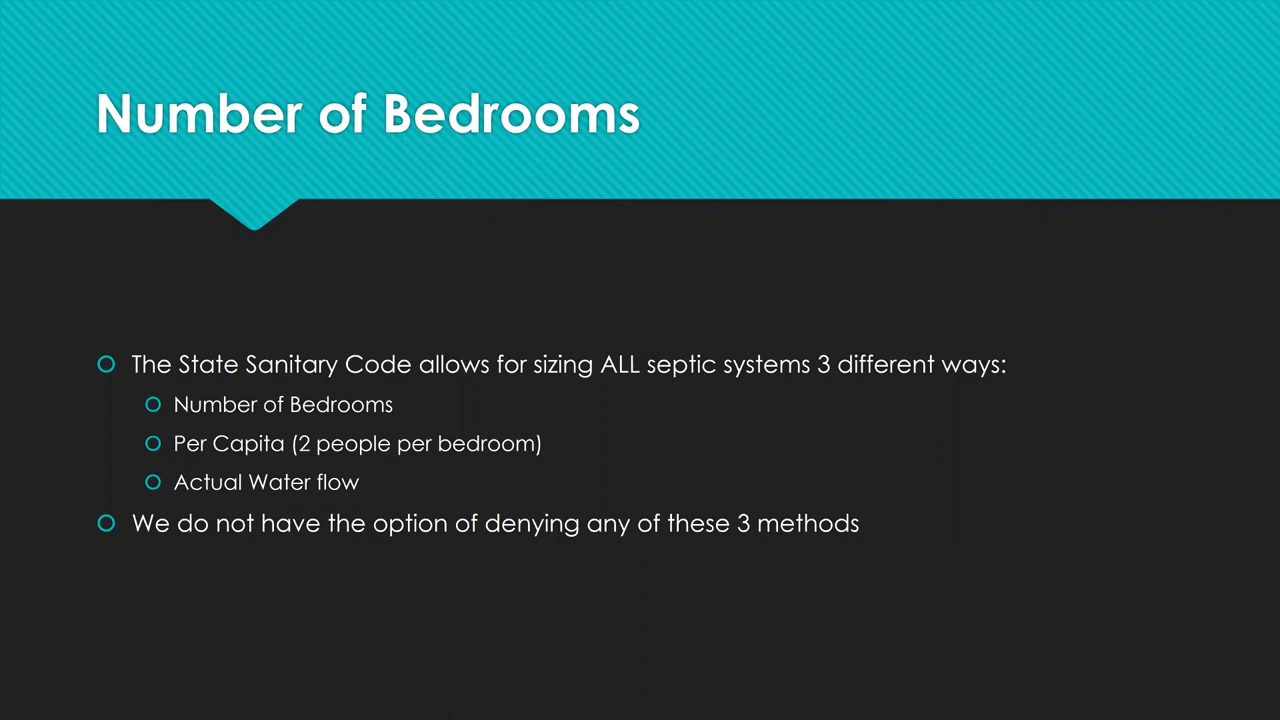 Number of Bedrooms
The State Sanitary Code allows for sizing ALL septic systems 3 different ways:
Number of Bedrooms
Per Capita (2 people per bedroom)
Actual Water flow
We do not have the option of denying any of these 3 methods